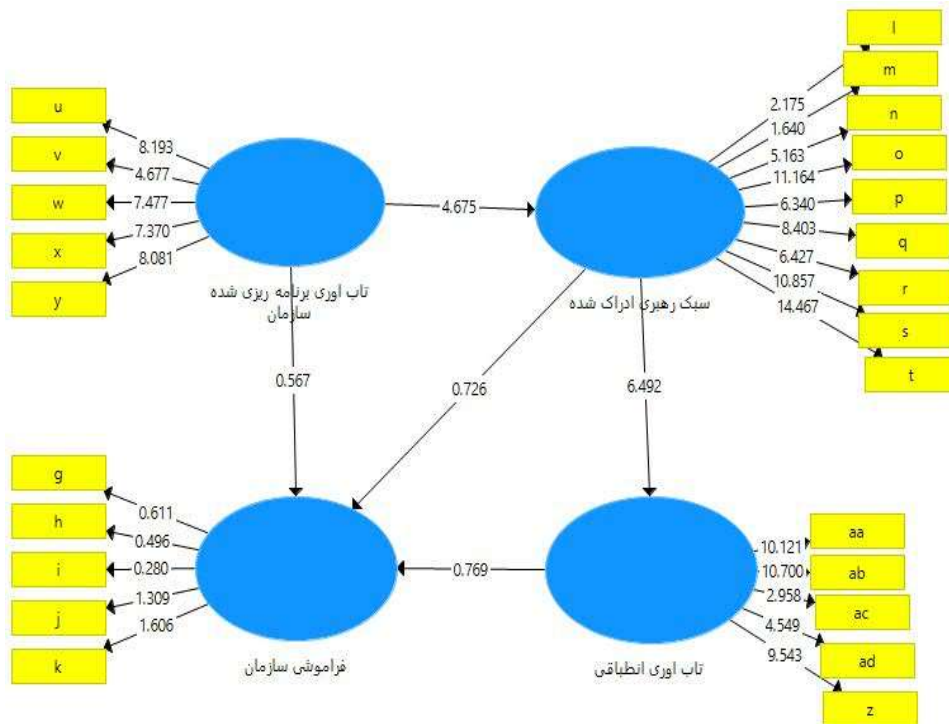 l
m
n
o
p
q
r
s
t
2.175
1.640
5.163
11.164
6.340
8.403
6.427
10.857
14.467
u
v
w
x
y
8.193
4.677
7.477
7.370
8.081
4.675
تاب اوری برنامه ریزی شده
سازمان
سبک رهبری ادراک شده
0.567
0.726
6.492
g
h
i
j
k
0.611
0.496
0.280
1.309
1.606
0.769
10.121
10.700
2.958
4.549
9.543
aa
ab
ac
ad
z
فراموشی سازمان
تاب اوری انطباقی